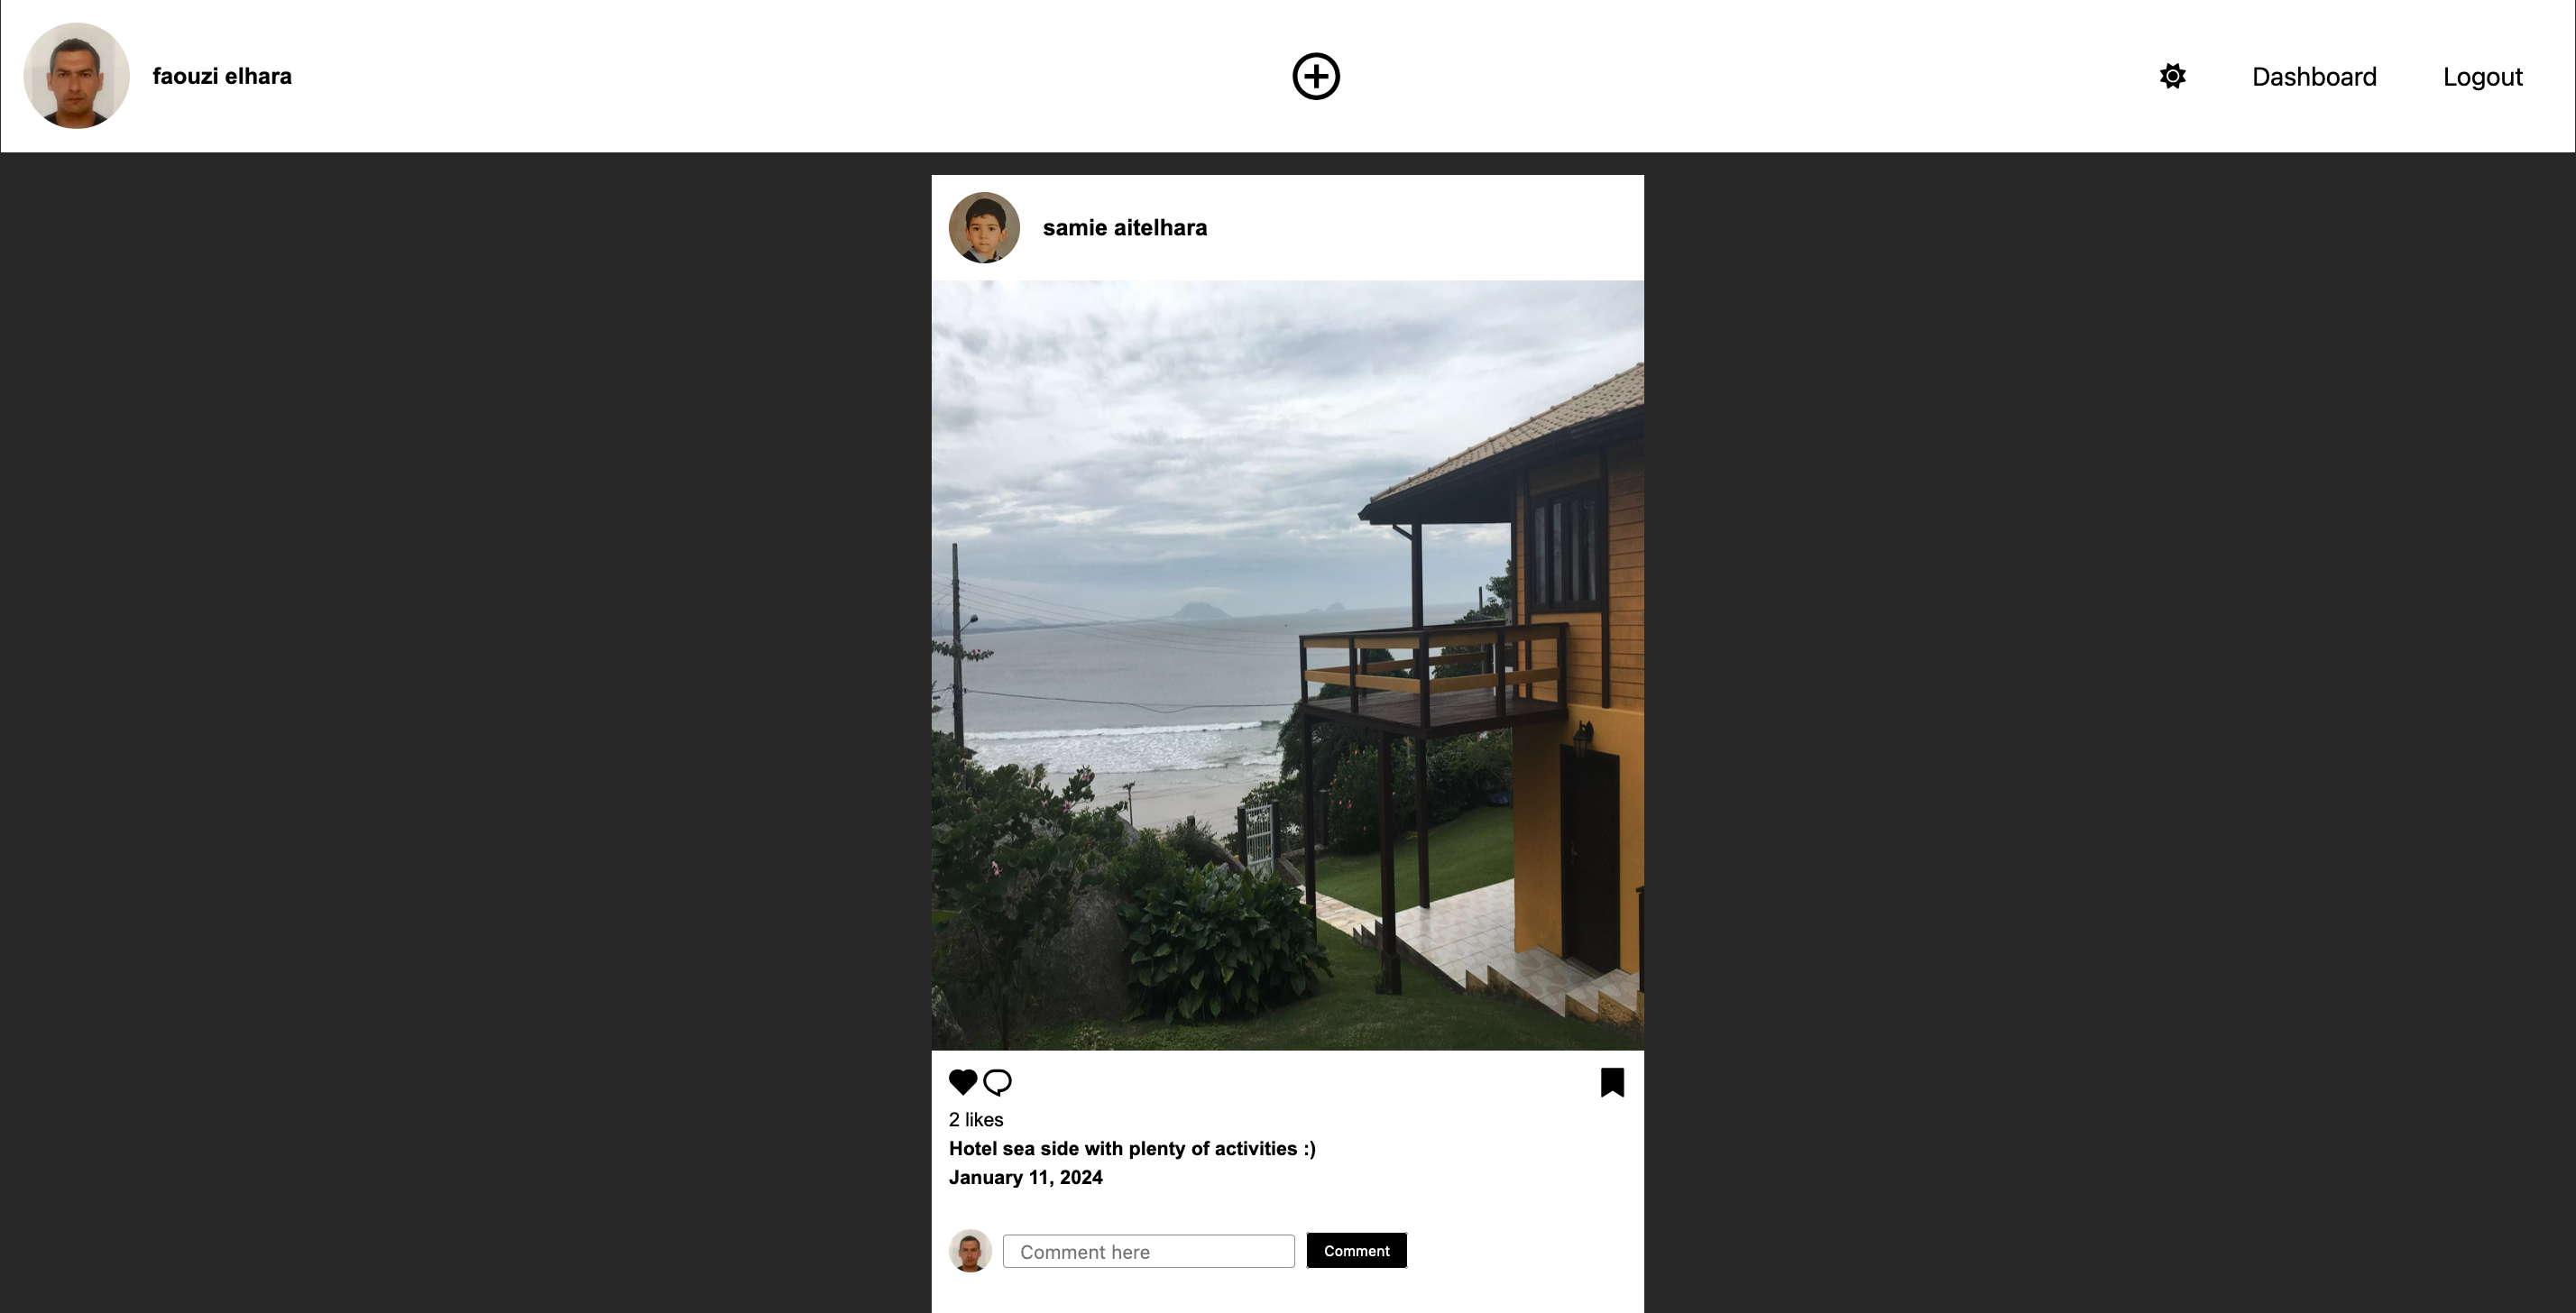 faouzi elhara
Dashboard
Logout
samie aitelhara
2 likes
Hotel sea side with plenty of activities :)
January 11, 2024
Comment here
Comment